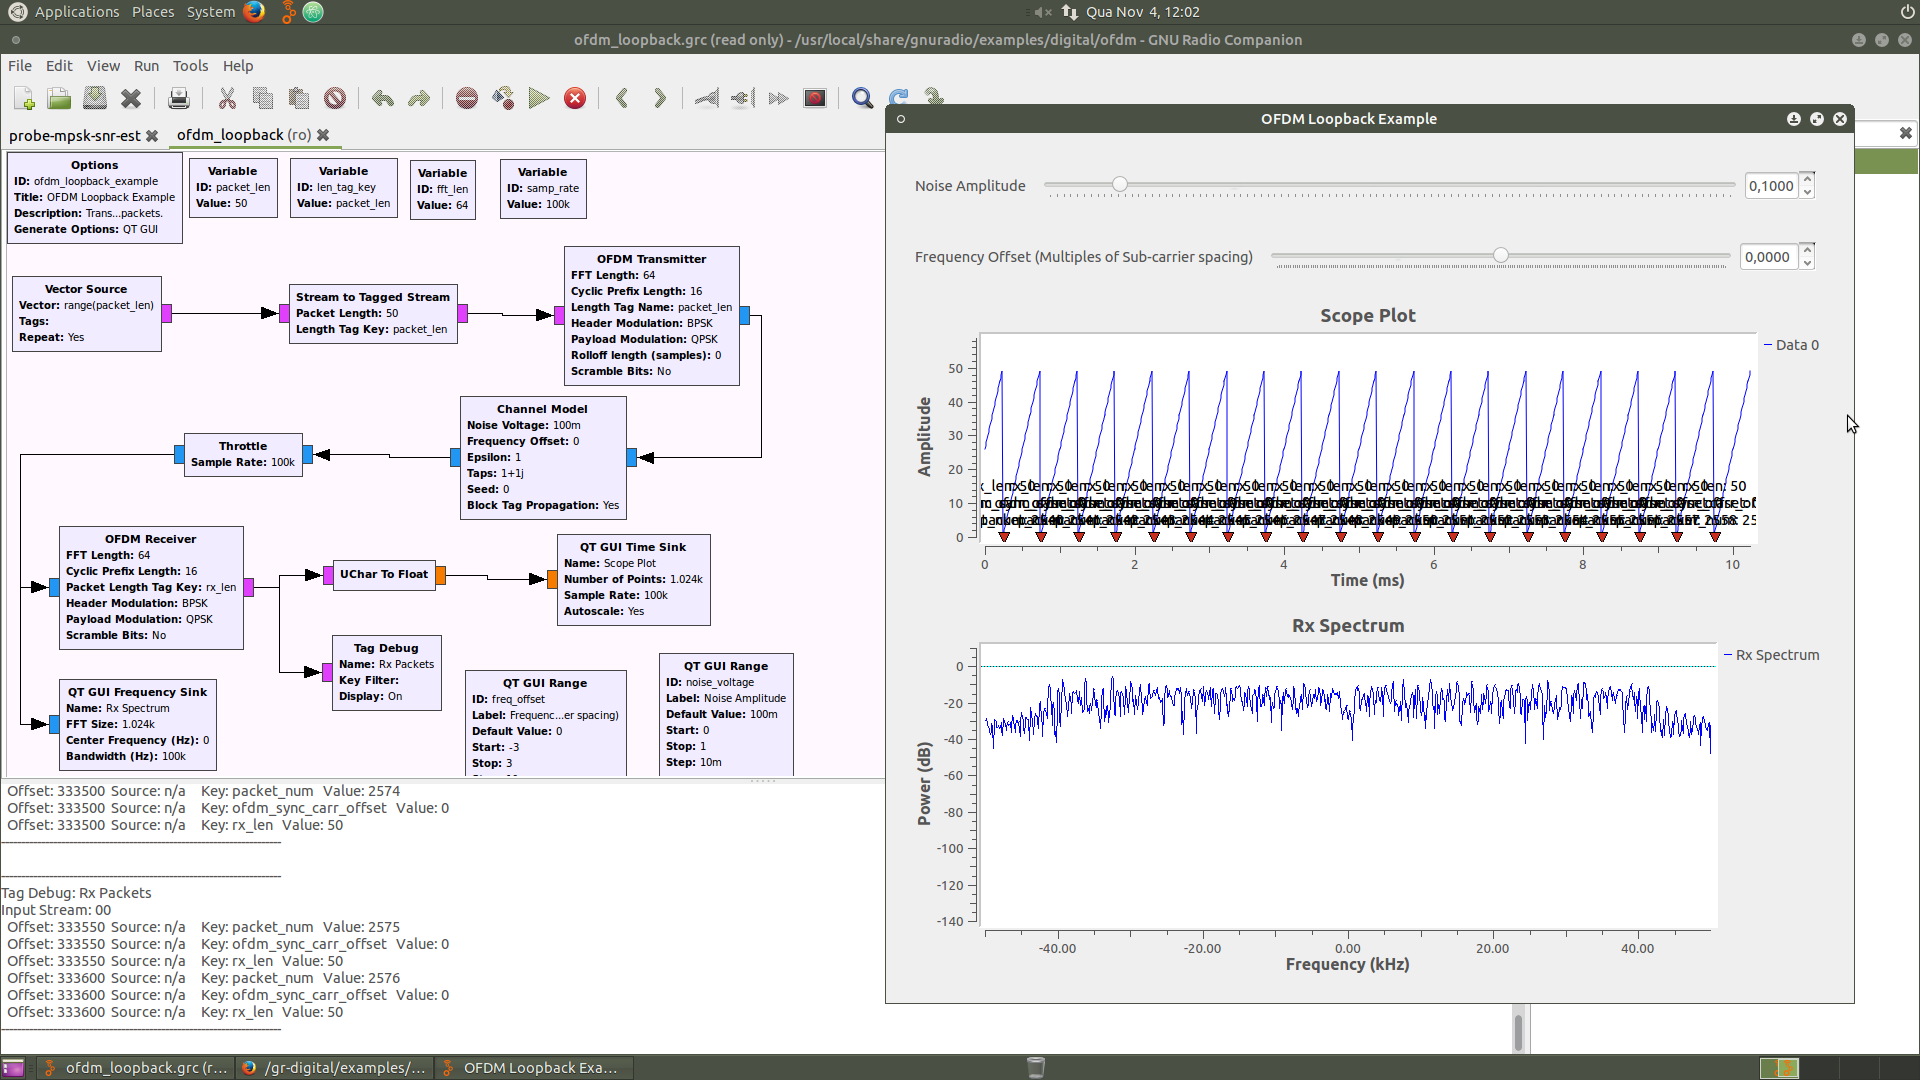 Applications Places System
Qua Nov 4, 12:02
ofdm_loopback.grc (read only) - /usr/local/share/gnuradio/examples/digital/ofdm - GNU Radio Companion
File Edit View Run Tools Help
probe-mpsk-snr-est
ofdm_loopback (ro)
Options
ID: ofdm_loopback_example
Title: OFDM Loopback Example
Description: Trans...packets.
Generate Options: QT GUI
Variable
ID: packet_len
Value: 50
Variable
ID: len_tag_key
Value: packet_len
Variable
ID: fft_len
Value: 64
Variable
ID: samp_rate
Value: 100k
Vector Source
Vector: range(packet_len)
Tags:
Repeat: Yes
Stream to Tagged Stream
Packet Length: 50
Length Tag Key: packet_len
OFDM Transmitter
FFT Length: 64
Cyclic Prefix Length: 16
Length Tag Name: packet_len
Header Modulation: BPSK
Payload Modulation: QPSK
Rolloff length (samples): 0
Scramble Bits: No
Channel Model
Noise Voltage: 100m
Frequency Offset: 0
Epsilon: 1
Taps: 1+1j
Seed: 0
Block Tag Propagation: Yes
Throttle
Sample Rate: 100k
OFDM Receiver
FFT Length: 64
Cyclic Prefix Length: 16
Packet Length Tag Key: rx_len
Header Modulation: BPSK
Payload Modulation: QPSK
Scramble Bits: No
UChar To Float
QT GUI Time Sink
Name: Scope Plot
Number of Points: 1.024k
Sample Rate: 100k
Autoscale: Yes
Tag Debug
Name: Rx Packets
Key Filter:
Display: On
QT GUI Frequency Sink
Name: Rx Spectrum
FFT Size: 1.024k
Center Frequency (Hz): 0
Bandwidth (Hz): 100k
QT GUI Range
ID: freq_offset
Label: Frequenc...er spacing)
Default Value: 0
Start: -3
Stop: 3
QT GUI Range
ID: noise_voltage
Label: Noise Amplitude
Default Value: 100m
Start: 0
Stop: 1
Step: 10m
Offset: 333500 Source: n/a Key: packet_num Value: 2574
Offset: 333500 Source: n/a Key: ofdm_sync_carr_offset Value: 0
Offset: 333500 Source: n/a Key: rx_len Value: 50
----------------------------------------------------------------------
----------------------------------------------------------------------
Tag Debug: Rx Packets
Input Stream: 00
Offset: 333550 Source: n/a Key: packet_num Value: 2575
Offset: 333550 Source: n/a Key: ofdm_sync_carr_offset Value: 0
Offset: 333550 Source: n/a Key: rx_len Value: 50
Offset: 333600 Source: n/a Key: packet_num Value: 2576
Offset: 333600 Source: n/a Key: ofdm_sync_carr_offset Value: 0
Offset: 333600 Source: n/a Key: rx_len Value: 50
----------------------------------------------------------------------
OFDM Loopback Example
Noise Amplitude 0,1000
Frequency Offset (Multiples of Sub-carrier spacing) 0,0000
Scope Plot
Data 0
Amplitude
50
40
30
20
10
0
0 2 4 6 8 10
Time (ms)
Rx Spectrum
Rx Spectrum
Power (dB)
0
-20
-40
-60
-80
-100
-120
-140
-40.00 -20.00 0.00 20.00 40.00
Frequency (kHz)
ofdm_loopback.grc (r...
/gr-digital/examples/...
OFDM Loopback Exa...